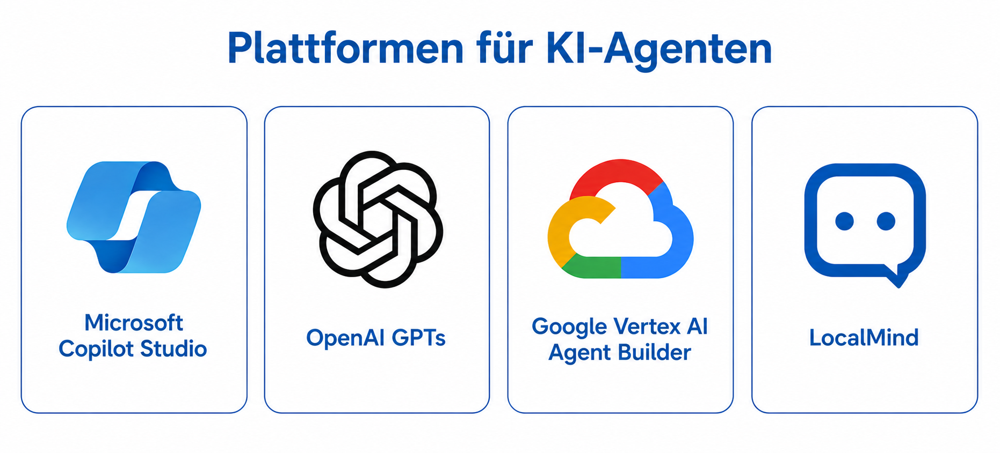 Plattformen für KI-Agenten
Microsoft
Copilot Studio
OpenAI GPTs
Google Vertex AI
Agent Builder
LocalMind